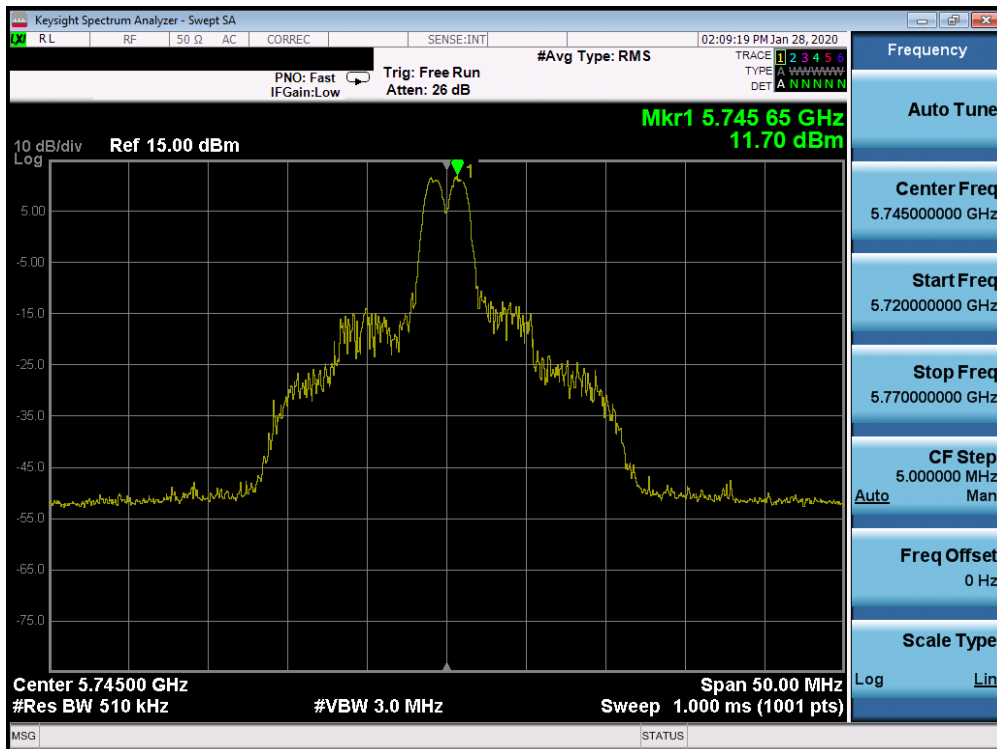 Keysight Spectrum Analyzer - Swept SA
LXI RL RF 50 Ω AC CORREC SENSE:INT 02:09:19 PM Jan 28, 2020
#Avg Type: RMS TRACE 1 2 3 4 5 6
PNO: Fast Trig: Free Run TYPE A WWWWW
IFGain:Low Atten: 26 dB DET A N N N N N
Mkr1 5.745 65 GHz
11.70 dBm
10 dB/div Ref 15.00 dBm
Log
1
5.00
-5.00
-15.0
-25.0
-35.0
-45.0
-55.0
-65.0
-75.0
Center 5.74500 GHz Span 50.00 MHz
#Res BW 510 kHz #VBW 3.0 MHz Sweep 1.000 ms (1001 pts)
MSG STATUS
Frequency
Auto Tune
Center Freq
5.745000000 GHz
Start Freq
5.720000000 GHz
Stop Freq
5.770000000 GHz
CF Step
5.000000 MHz
Auto Man
Freq Offset
0 Hz
Scale Type
Log Lin